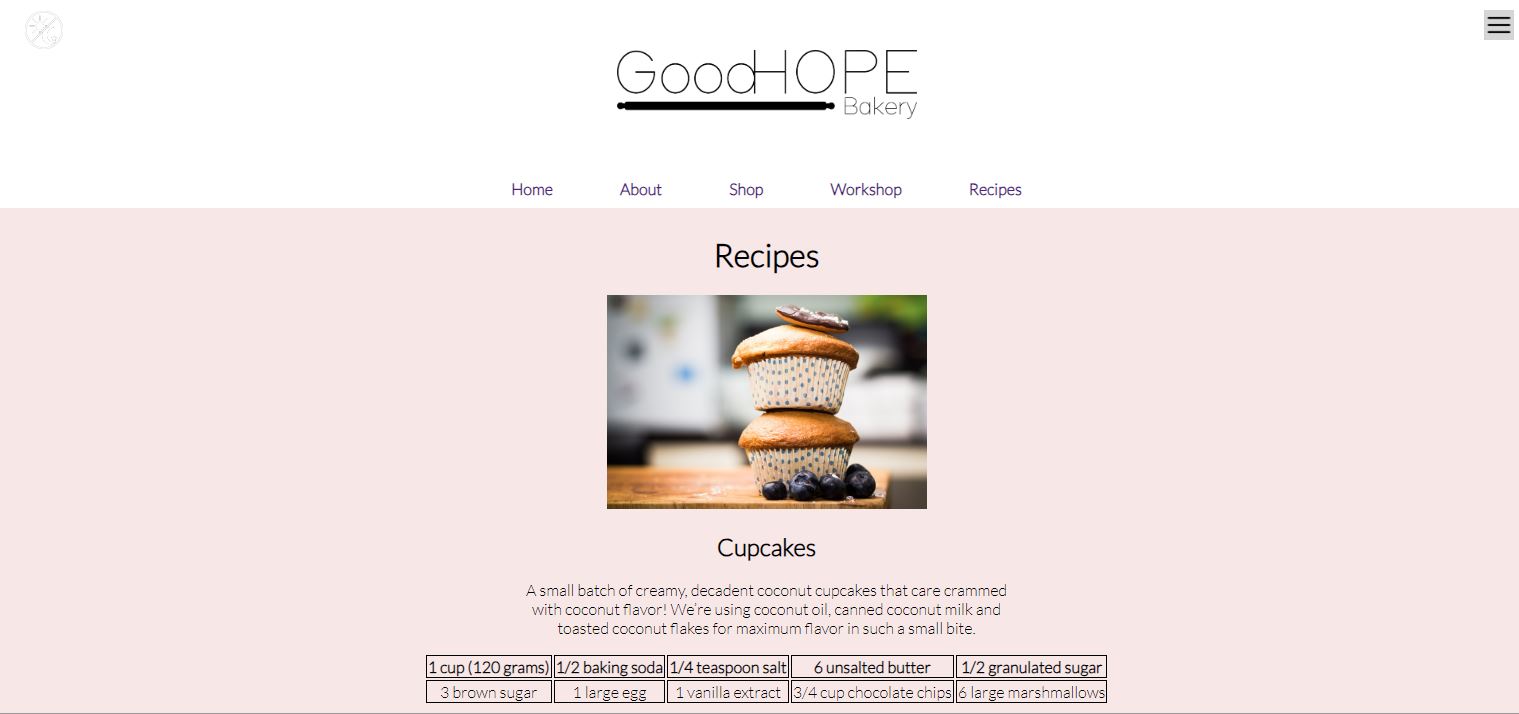 GoodHOPE
Bakery
Home About Shop Workshop Recipes
Recipes
Cupcakes
A small batch of creamy, decadent coconut cupcakes that care crammed
with coconut flavor! We're using coconut oil, canned coconut milk and
toasted coconut flakes for maximum flavor in such a small bite.
1 cup (120 grams) 1/2 baking soda 1/4 teaspoon salt 6 unsalted butter 1/2 granulated sugar
3 brown sugar 1 large egg 1 vanilla extract 3/4 cup chocolate chips 6 large marshmallows